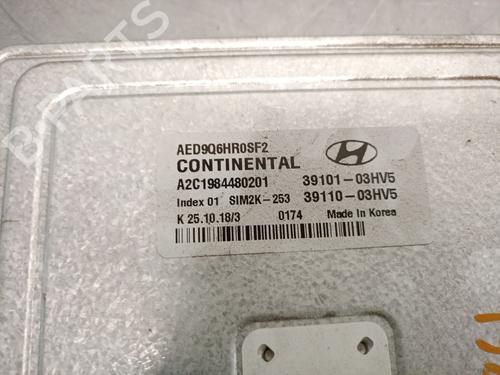 AED9Q6HR0SF2
CONTINENTAL
A2C1984480201 39101-03HV5
Index 01 SIM2K-253 39110-03HV5
K 25.10.18/3 0174 Made in Korea
B-PARTS